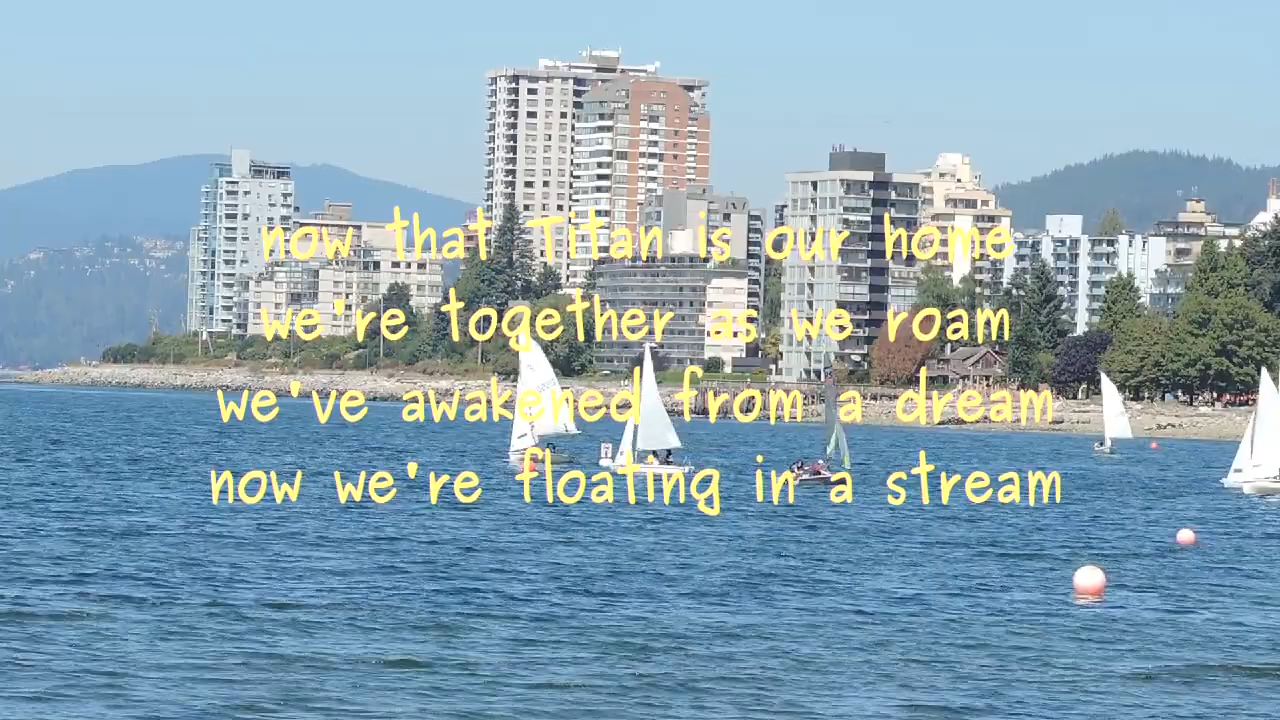 now that Titan is our home
we're together as we roam
we've awakened from a dream
now we're floating in a stream